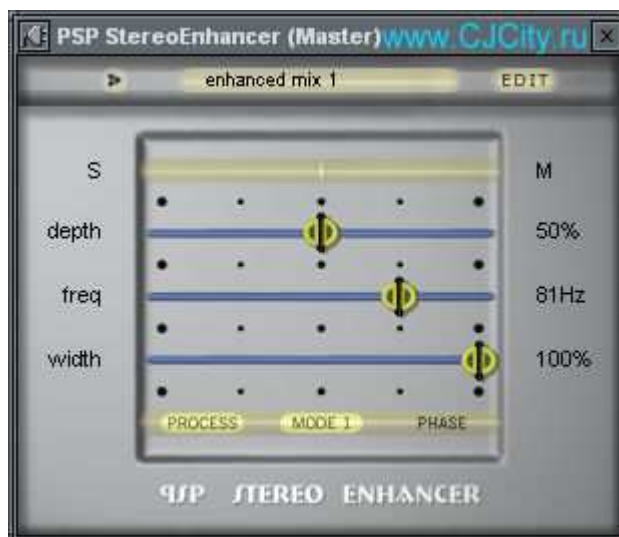 PSP StereoEnhancer (Master) www.CJCity.ru
enhanced mix 1 EDIT
S M
depth 50%
freq 81Hz
width 100%
PROCESS MODE 1 PHASE
PSP STEREO ENHANCER